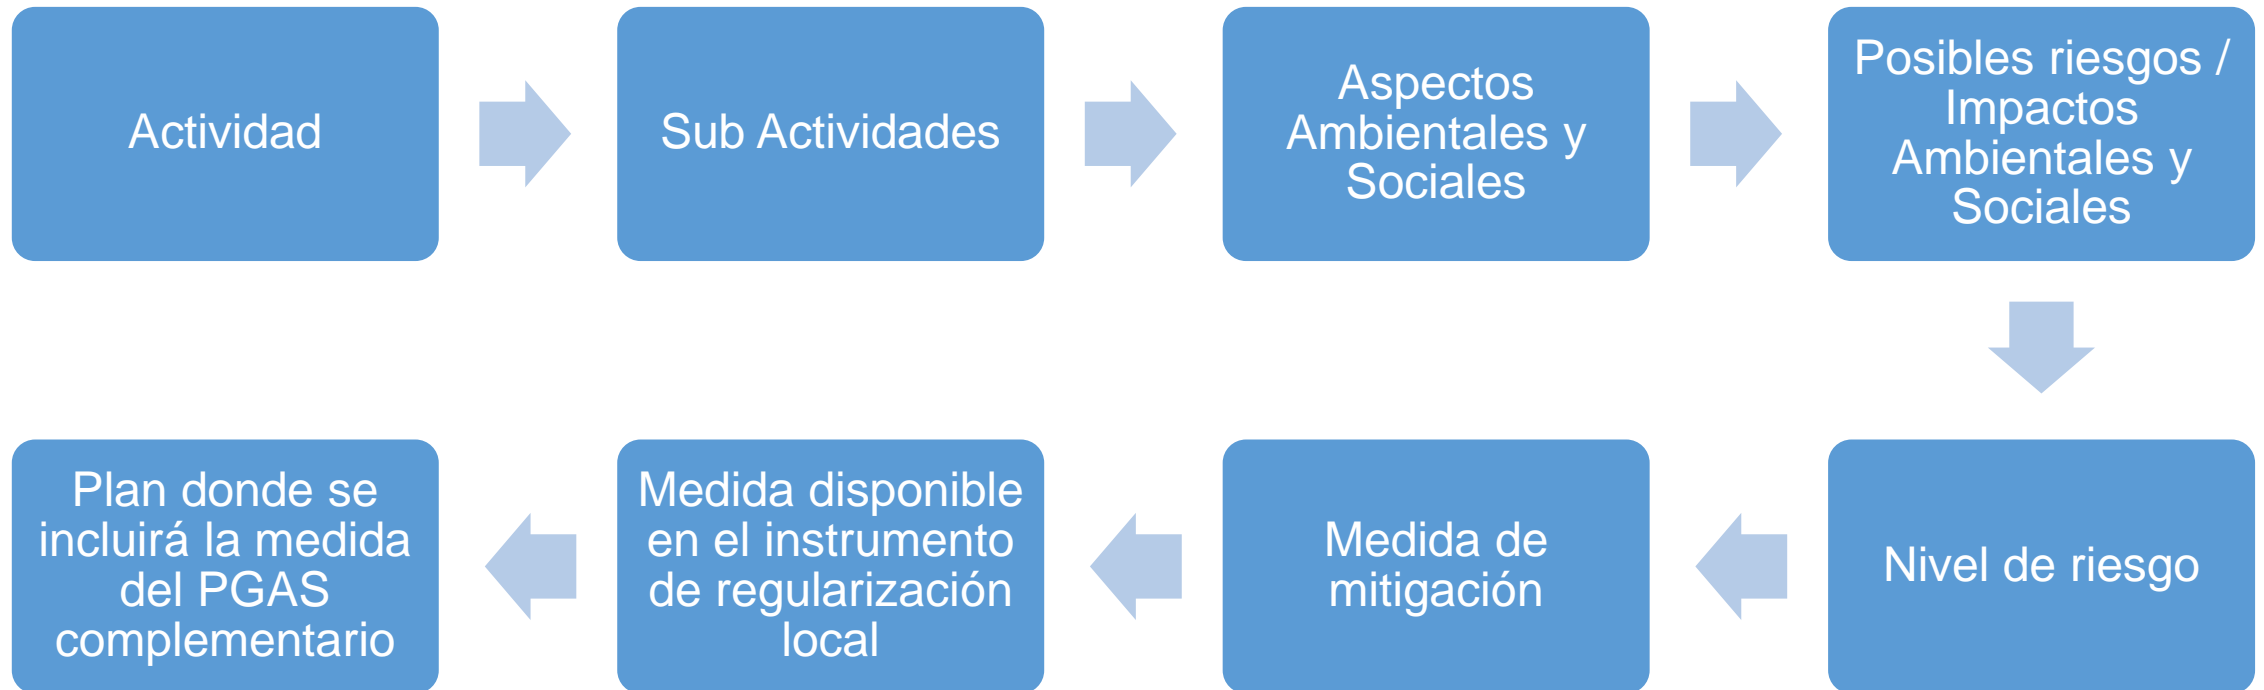 Actividad
Sub Actividades
Aspectos
Ambientales y
Sociales
Posibles riesgos /
Impactos
Ambientales y
Sociales
Nivel de riesgo
Medida de
mitigación
Medida disponible
en el instrumento
de regularización
local
Plan donde se
incluirá la medida
del PGAS
complementario